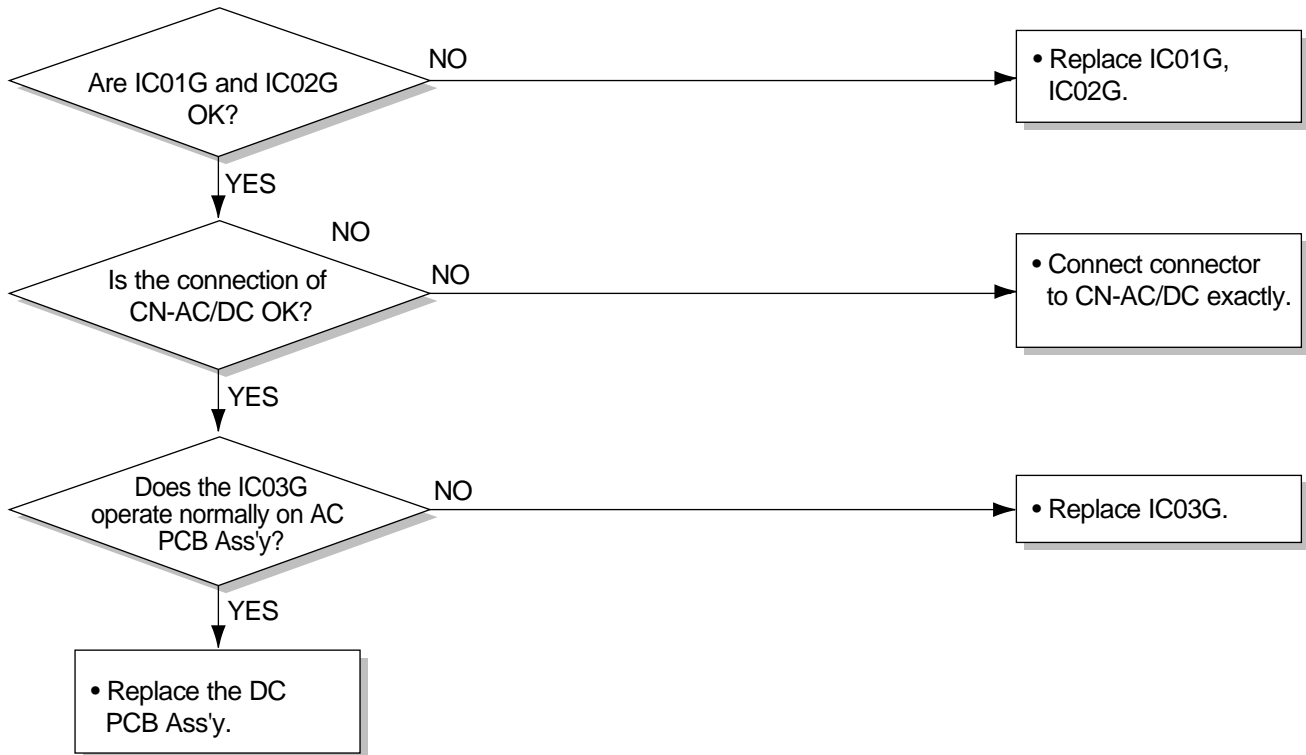 Are IC01G and IC02G
OK?
NO
• Replace IC01G,
IC02G.
YES
NO
Is the connection of
CN-AC/DC OK?
NO
• Connect connector
to CN-AC/DC exactly.
YES
Does the IC03G
operate normally on AC
PCB Ass'y?
NO
• Replace IC03G.
YES
• Replace the DC
PCB Ass'y.